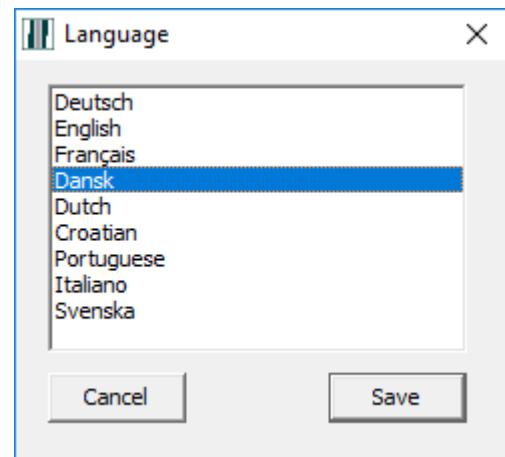 Language
Deutsch
English
Français
Dansk
Dutch
Croatian
Portuguese
Italiano
Svenska
Cancel Save